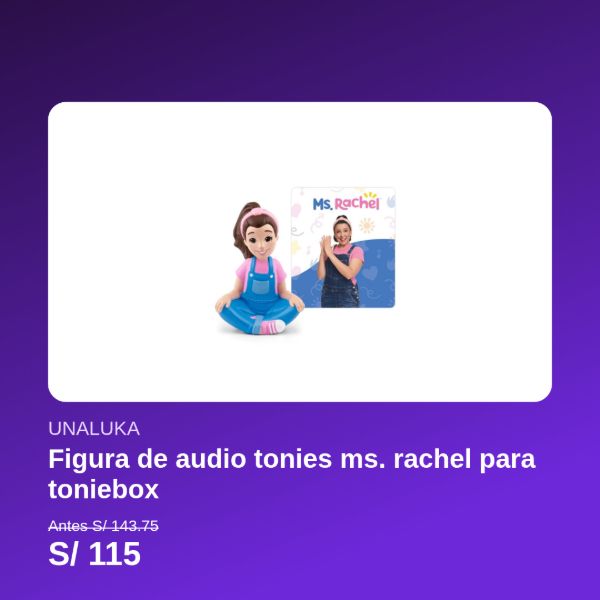 Ms. Rachel
UNALUKA
Figura de audio tonies ms. rachel para
toniebox
Antes S/ 143.75
S/ 115